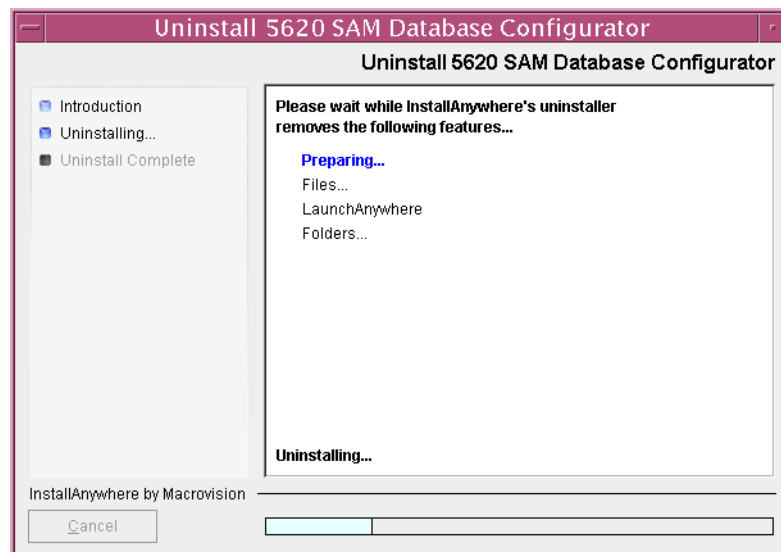 Uninstall 5620 SAM Database Configurator
Uninstall 5620 SAM Database Configurator
Introduction
Uninstalling...
Uninstall Complete
Please wait while InstallAnywhere's uninstaller
removes the following features...
Preparing...
Files...
LaunchAnywhere
Folders...
Uninstalling...
InstallAnywhere by Macrovision
Cancel